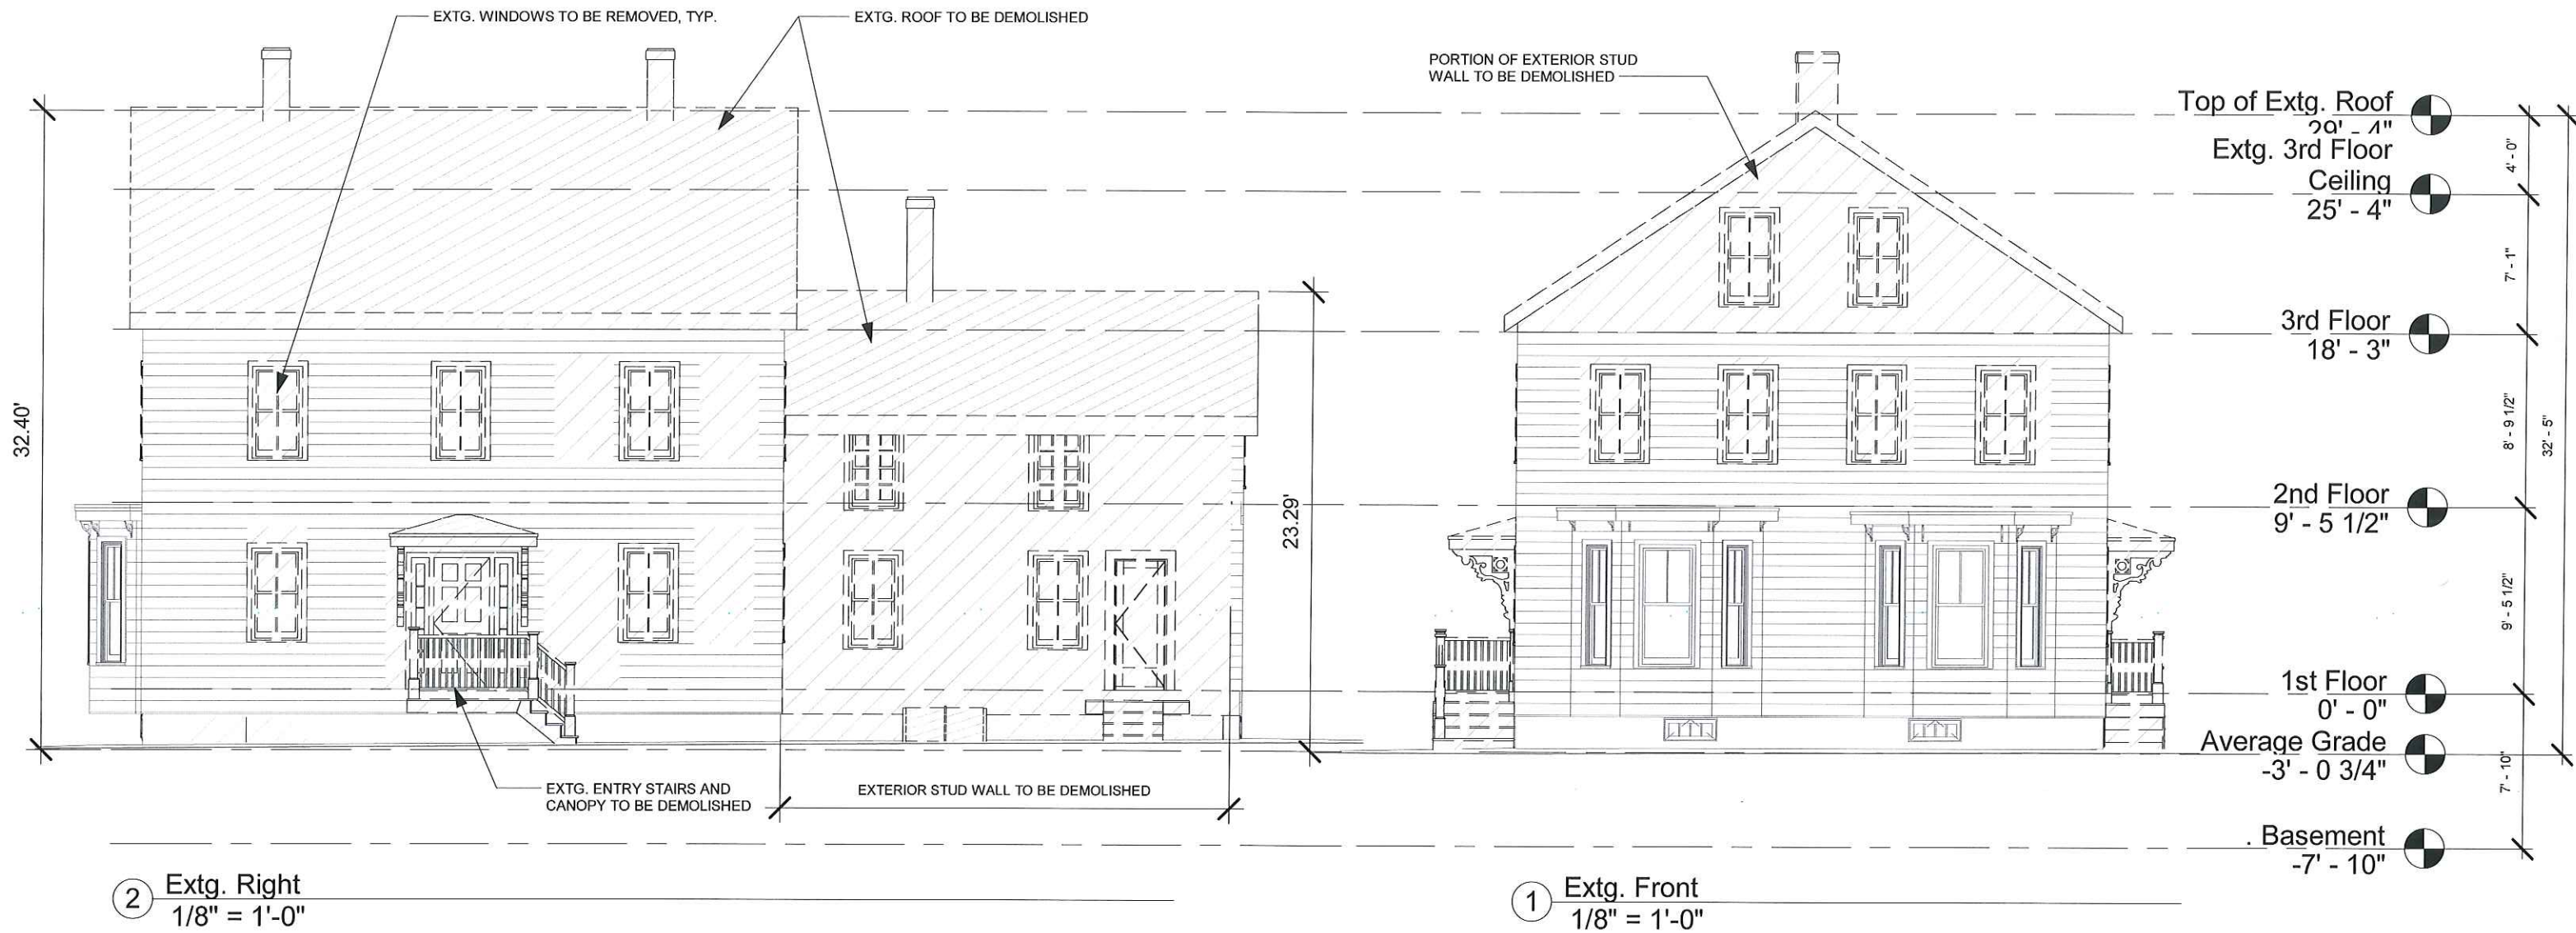 EXTG. WINDOWS TO BE REMOVED, TYP.
EXTG. ROOF TO BE DEMOLISHED
PORTION OF EXTERIOR STUD
WALL TO BE DEMOLISHED
Top of Extg. Roof
29' - 4"
Extg. 3rd Floor
Ceiling
25' - 4"
3rd Floor
18' - 3"
2nd Floor
9' - 5 1/2"
1st Floor
0' - 0"
Average Grade
-3' - 0 3/4"
. Basement
-7' - 10"
4' - 0"
7' - 1"
8' - 9 1/2"
9' - 5 1/2"
7' - 10"
32' - 5"
32.40'
23.29'
EXTG. ENTRY STAIRS AND
CANOPY TO BE DEMOLISHED
EXTERIOR STUD WALL TO BE DEMOLISHED
2
Extg. Right
1/8" = 1'-0"
1
Extg. Front
1/8" = 1'-0"